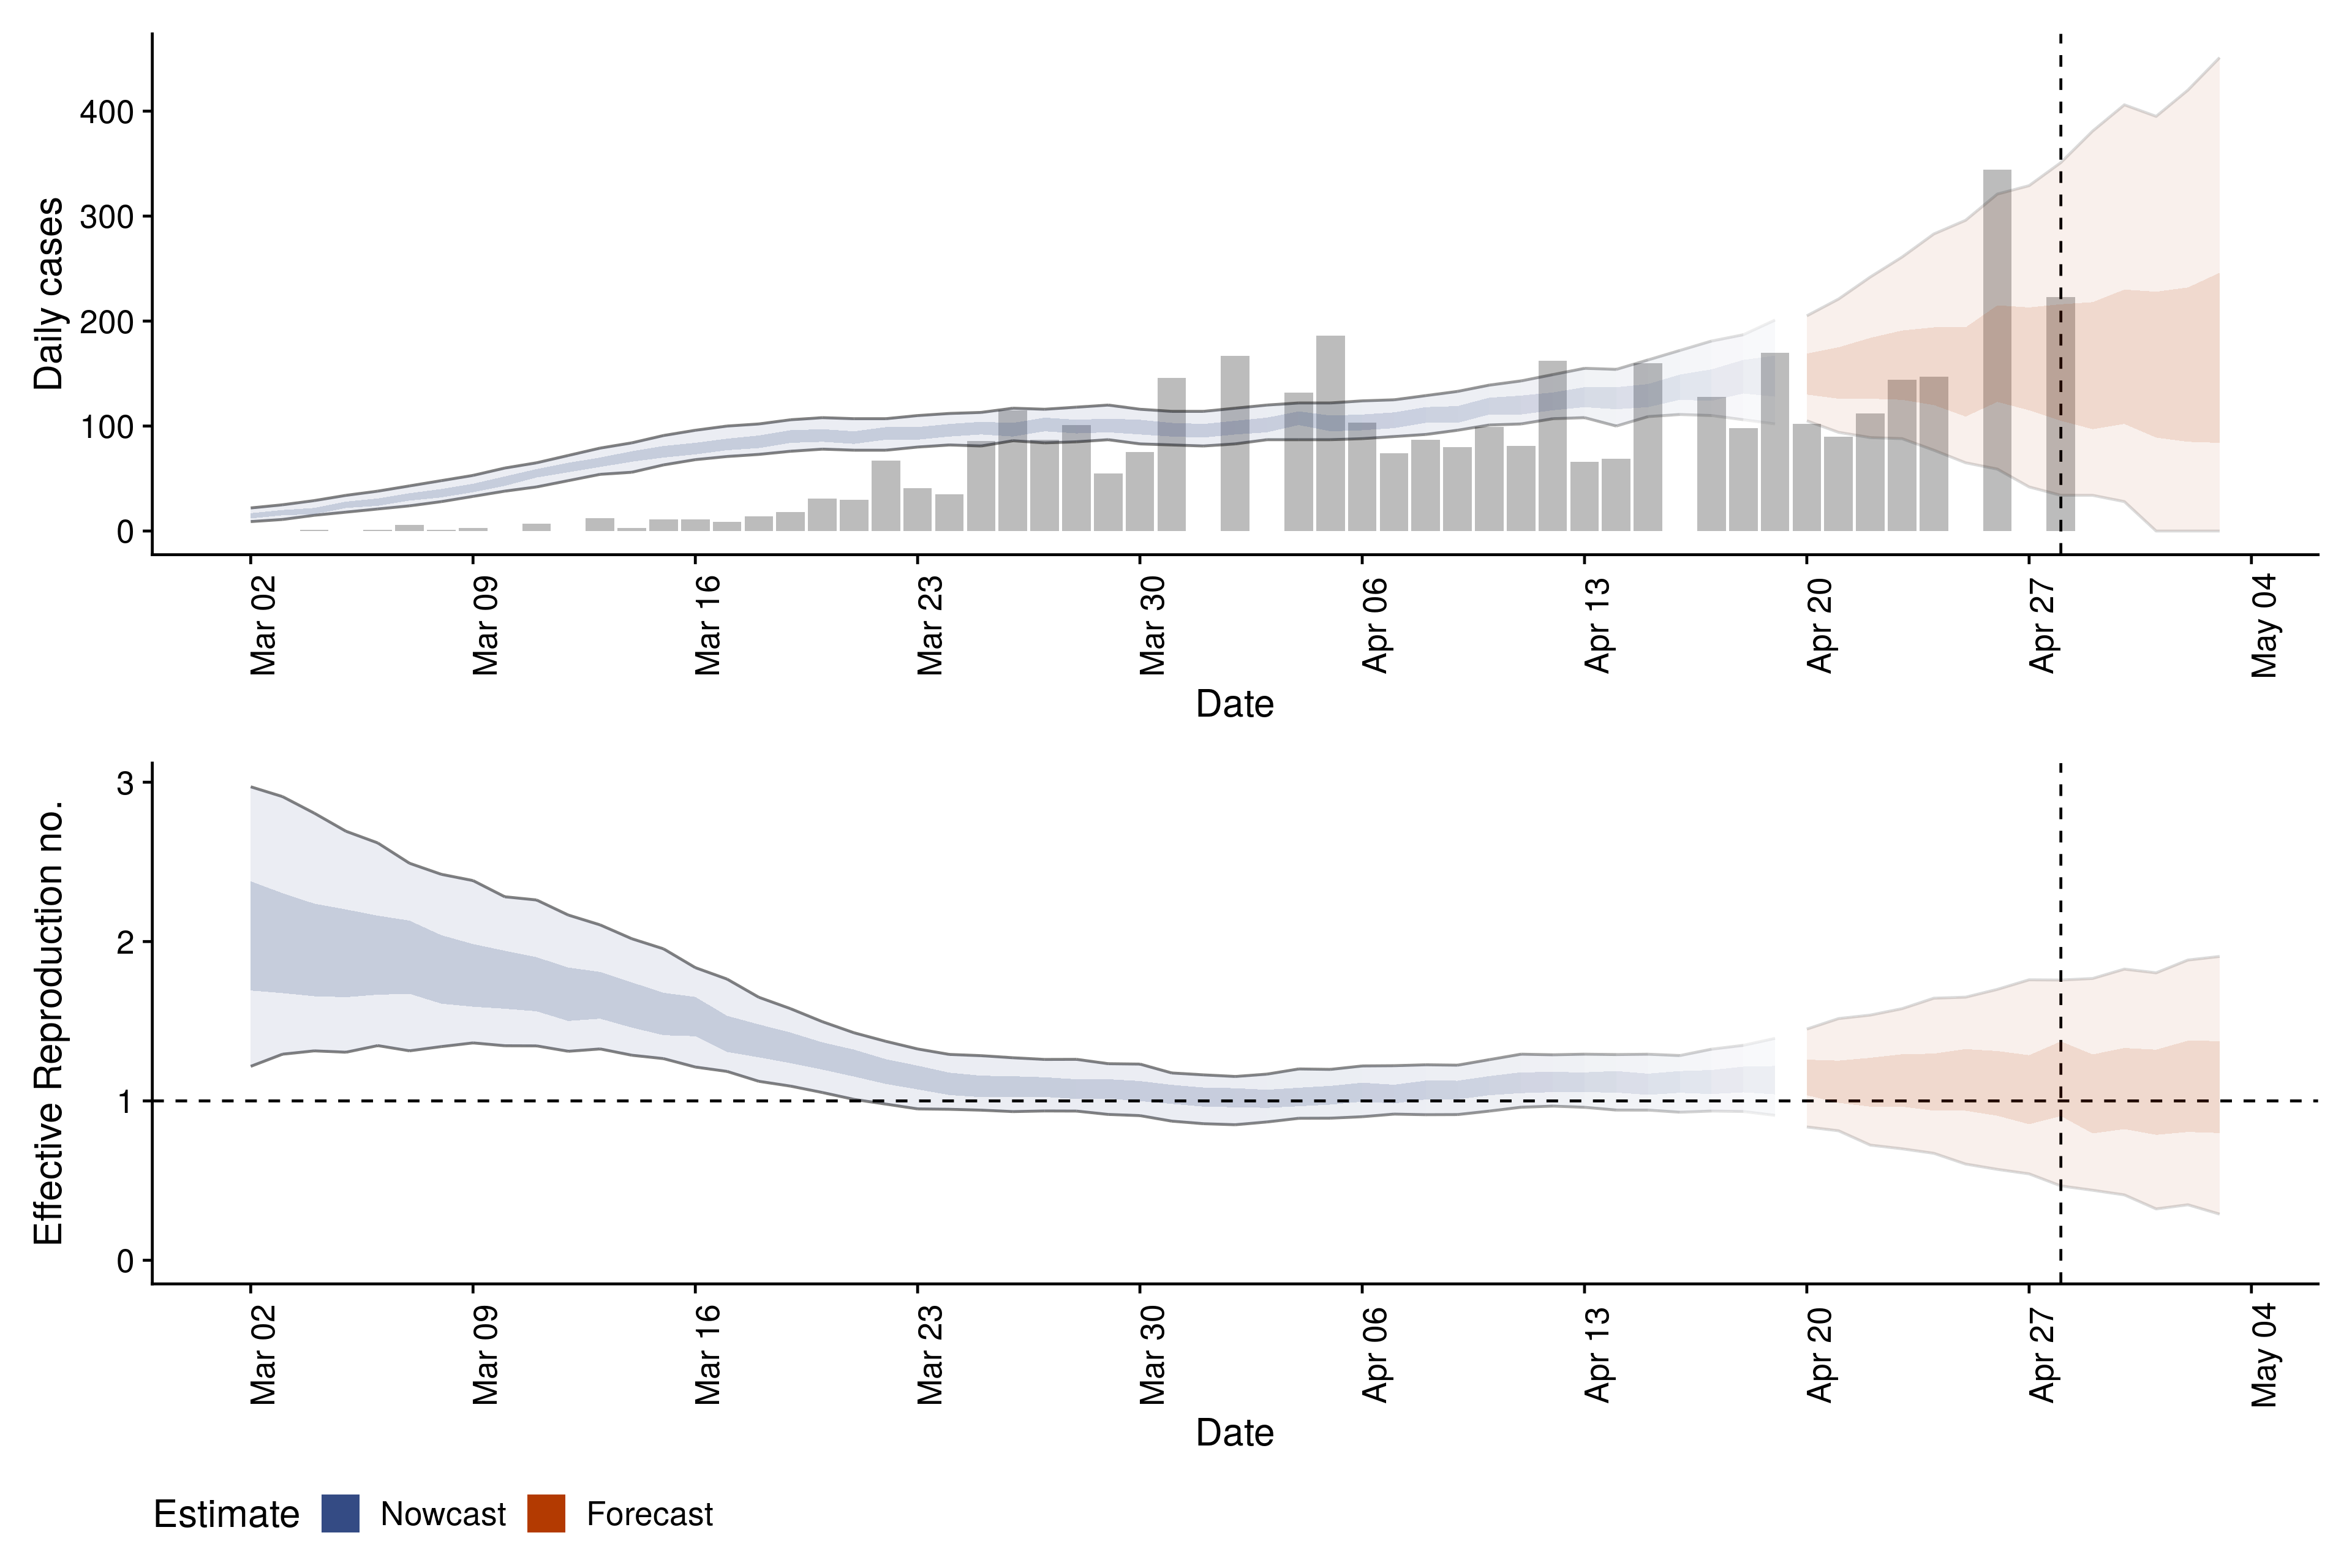 Daily cases
400
300
200
100
0
Mar 02
Mar 09
Mar 16
Mar 23
Mar 30
Apr 06
Apr 13
Apr 20
Apr 27
May 04
Date
Effective Reproduction no.
3
2
1
0
Mar 02
Mar 09
Mar 16
Mar 23
Mar 30
Apr 06
Apr 13
Apr 20
Apr 27
May 04
Date
Estimate Nowcast Forecast